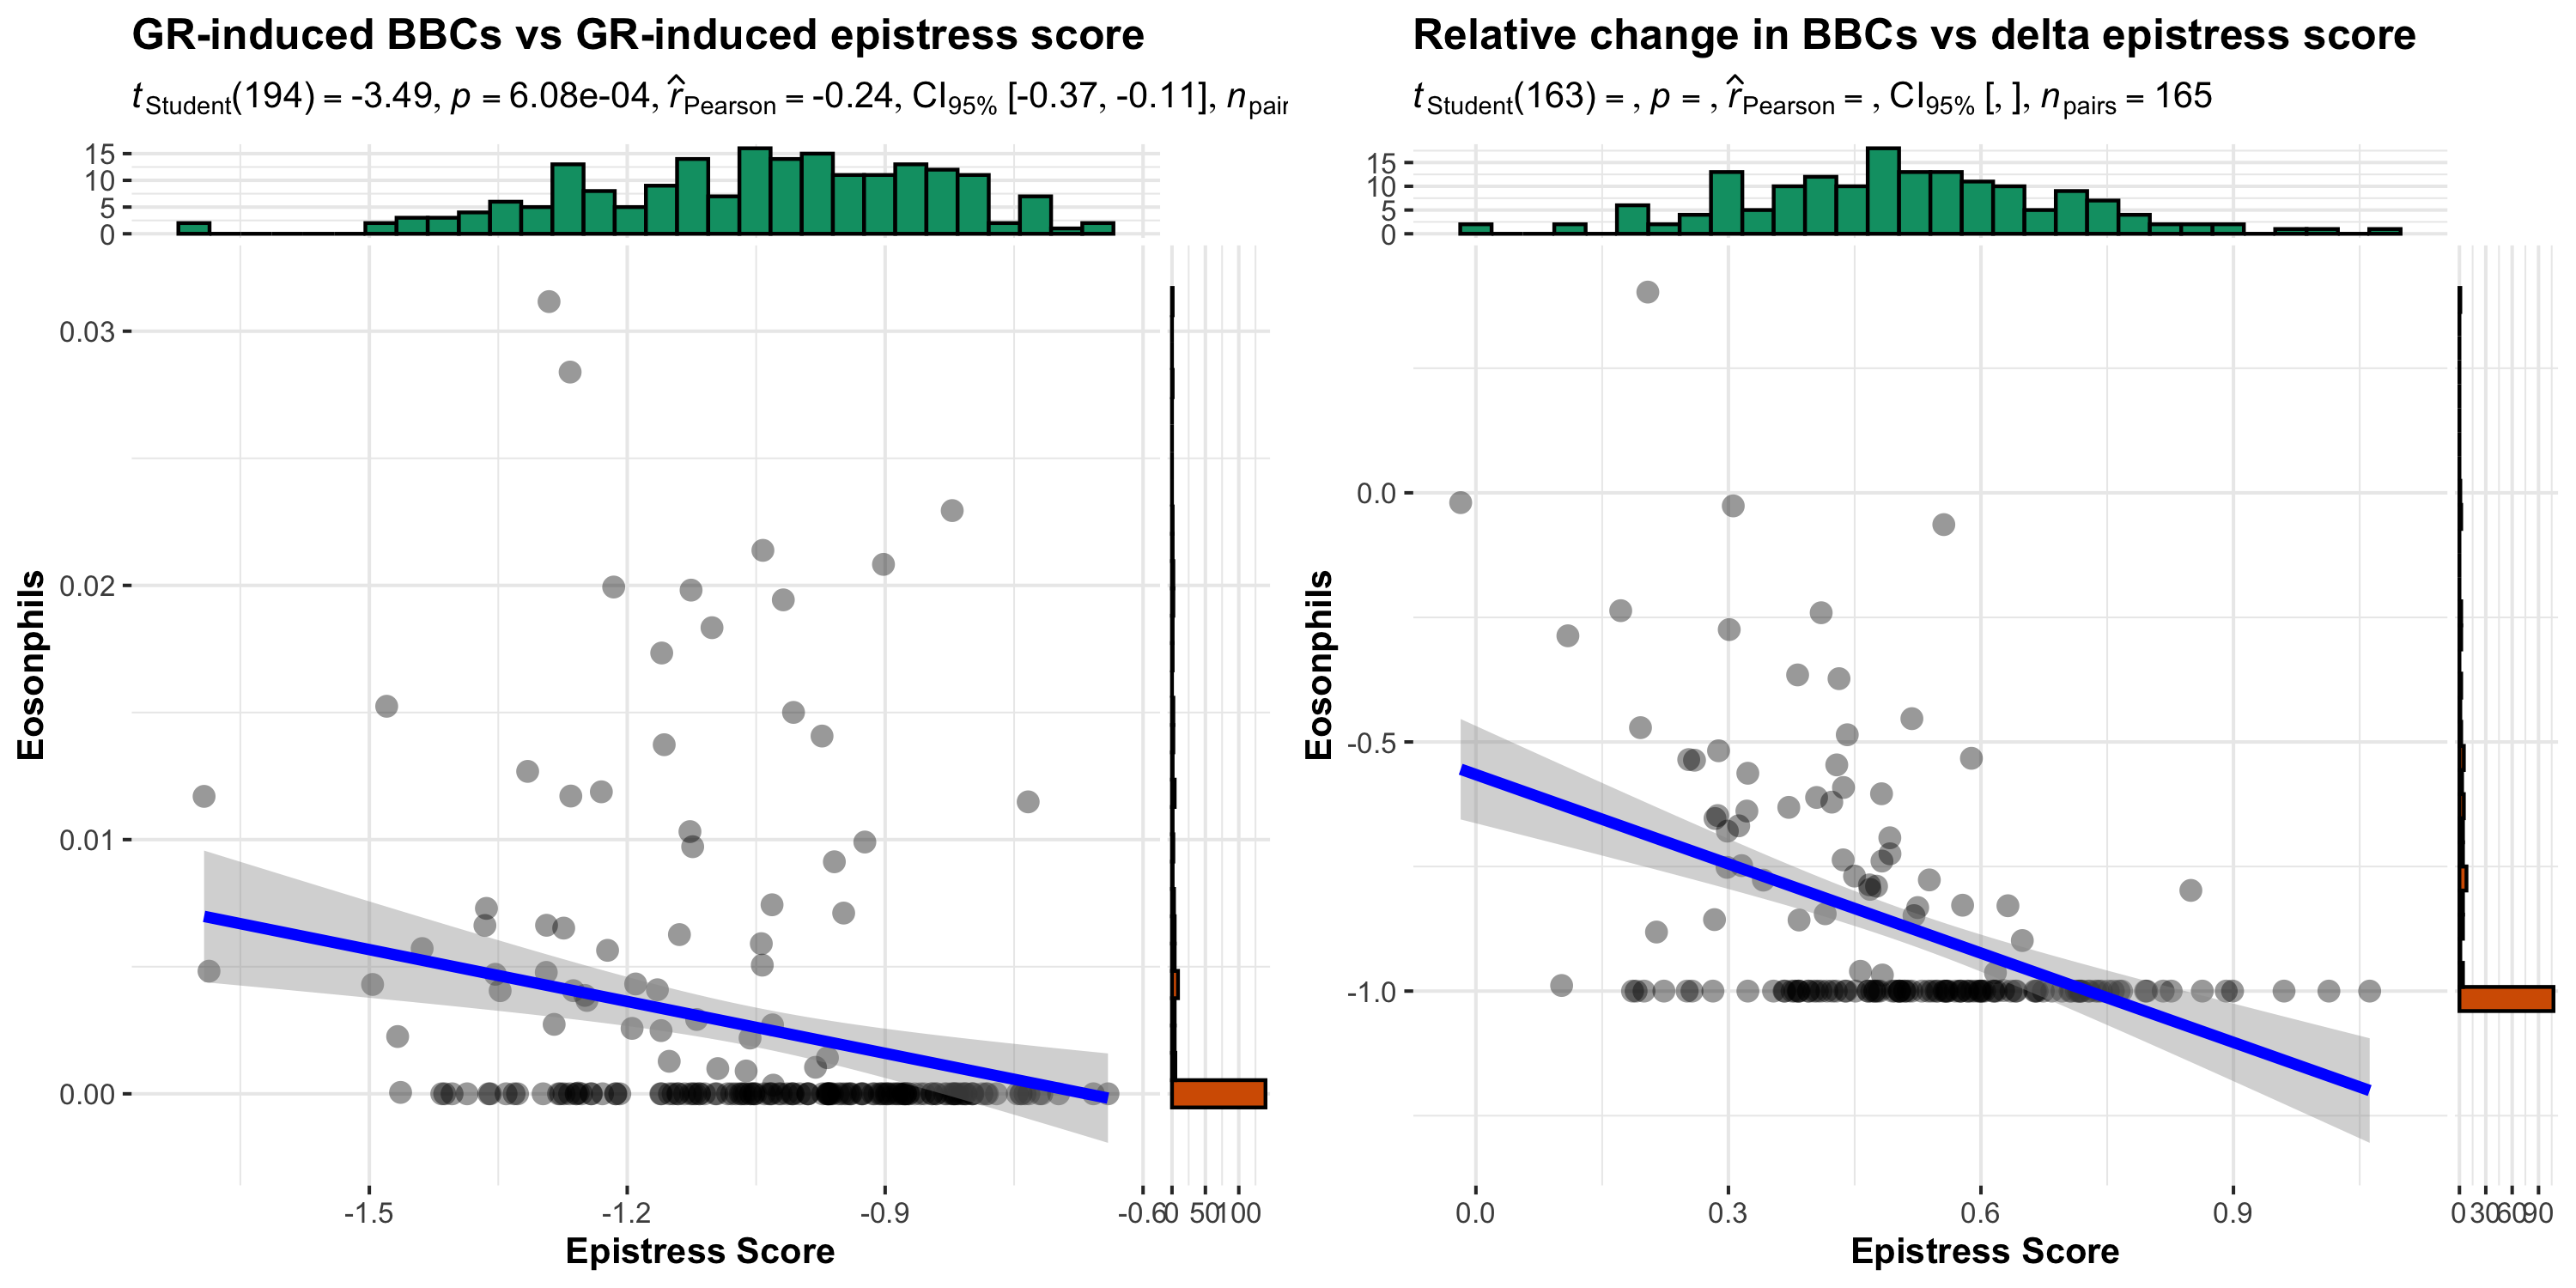 GR-induced BBCs vs GR-induced epistress score
t Student(194) = -3.49, p = 6.08e-04, r̂ Pearson = -0.24, CI95% [-0.37, -0.11], n pair
15
10
5
0
0.03
0.02
0.01
0.00
Eosonphils
-1.5 -1.2 -0.9 -0.6 0 50 100
Epistress Score
Relative change in BBCs vs delta epistress score
t Student(163) = , p = , r̂ Pearson = , CI95% [, ], n pairs = 165
15
10
5
0
0.0
-0.5
-1.0
Eosonphils
0.0 0.3 0.6 0.9 0 30 60 90
Epistress Score